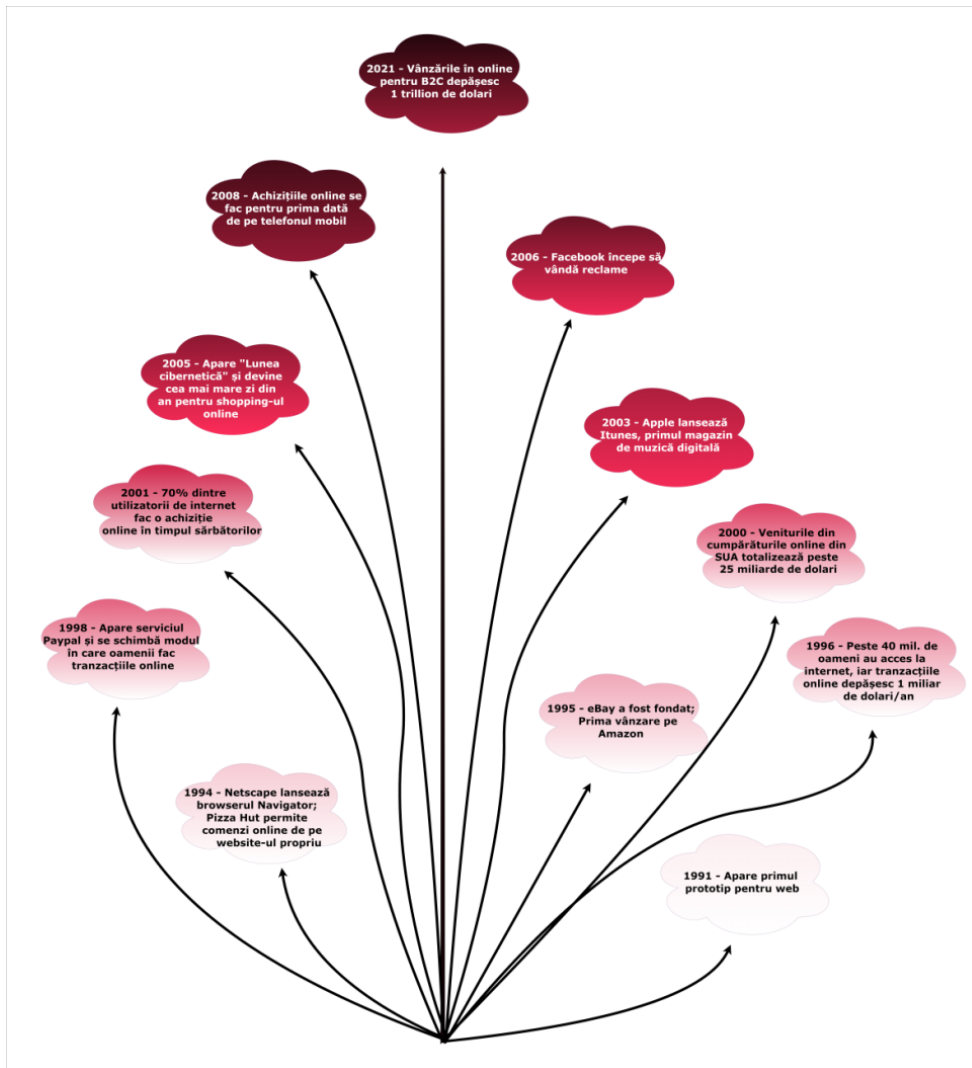 2021 - Vânzările în online
pentru B2C depășesc
1 trillion de dolari
2008 - Achizițiile online se
fac pentru prima dată
de pe telefonul mobil
2006 - Facebook începe să
vândă reclame
2005 - Apare "Lunea
cibernetică" și devine
cea mai mare zi din
an pentru shopping-ul
online
2003 - Apple lansează
Itunes, primul magazin
de muzică digitală
2001 - 70% dintre
utilizatorii de internet
fac o achiziție
online în timpul sărbătorilor
2000 - Veniturile din
cumpărăturile online din
SUA totalizează peste
25 miliarde de dolari
1998 - Apare serviciul
Paypal și se schimbă modul
în care oamenii fac
tranzacțiile online
1996 - Peste 40 mil. de
oameni au acces la
internet, iar tranzacțiile
online depășesc 1 miliar
de dolari/an
1995 - eBay a fost fondat;
Prima vânzare pe
Amazon
1994 - Netscape lansează
browserul Navigator;
Pizza Hut permite
comenzi online de pe
website-ul propriu
1991 - Apare primul
prototip pentru web